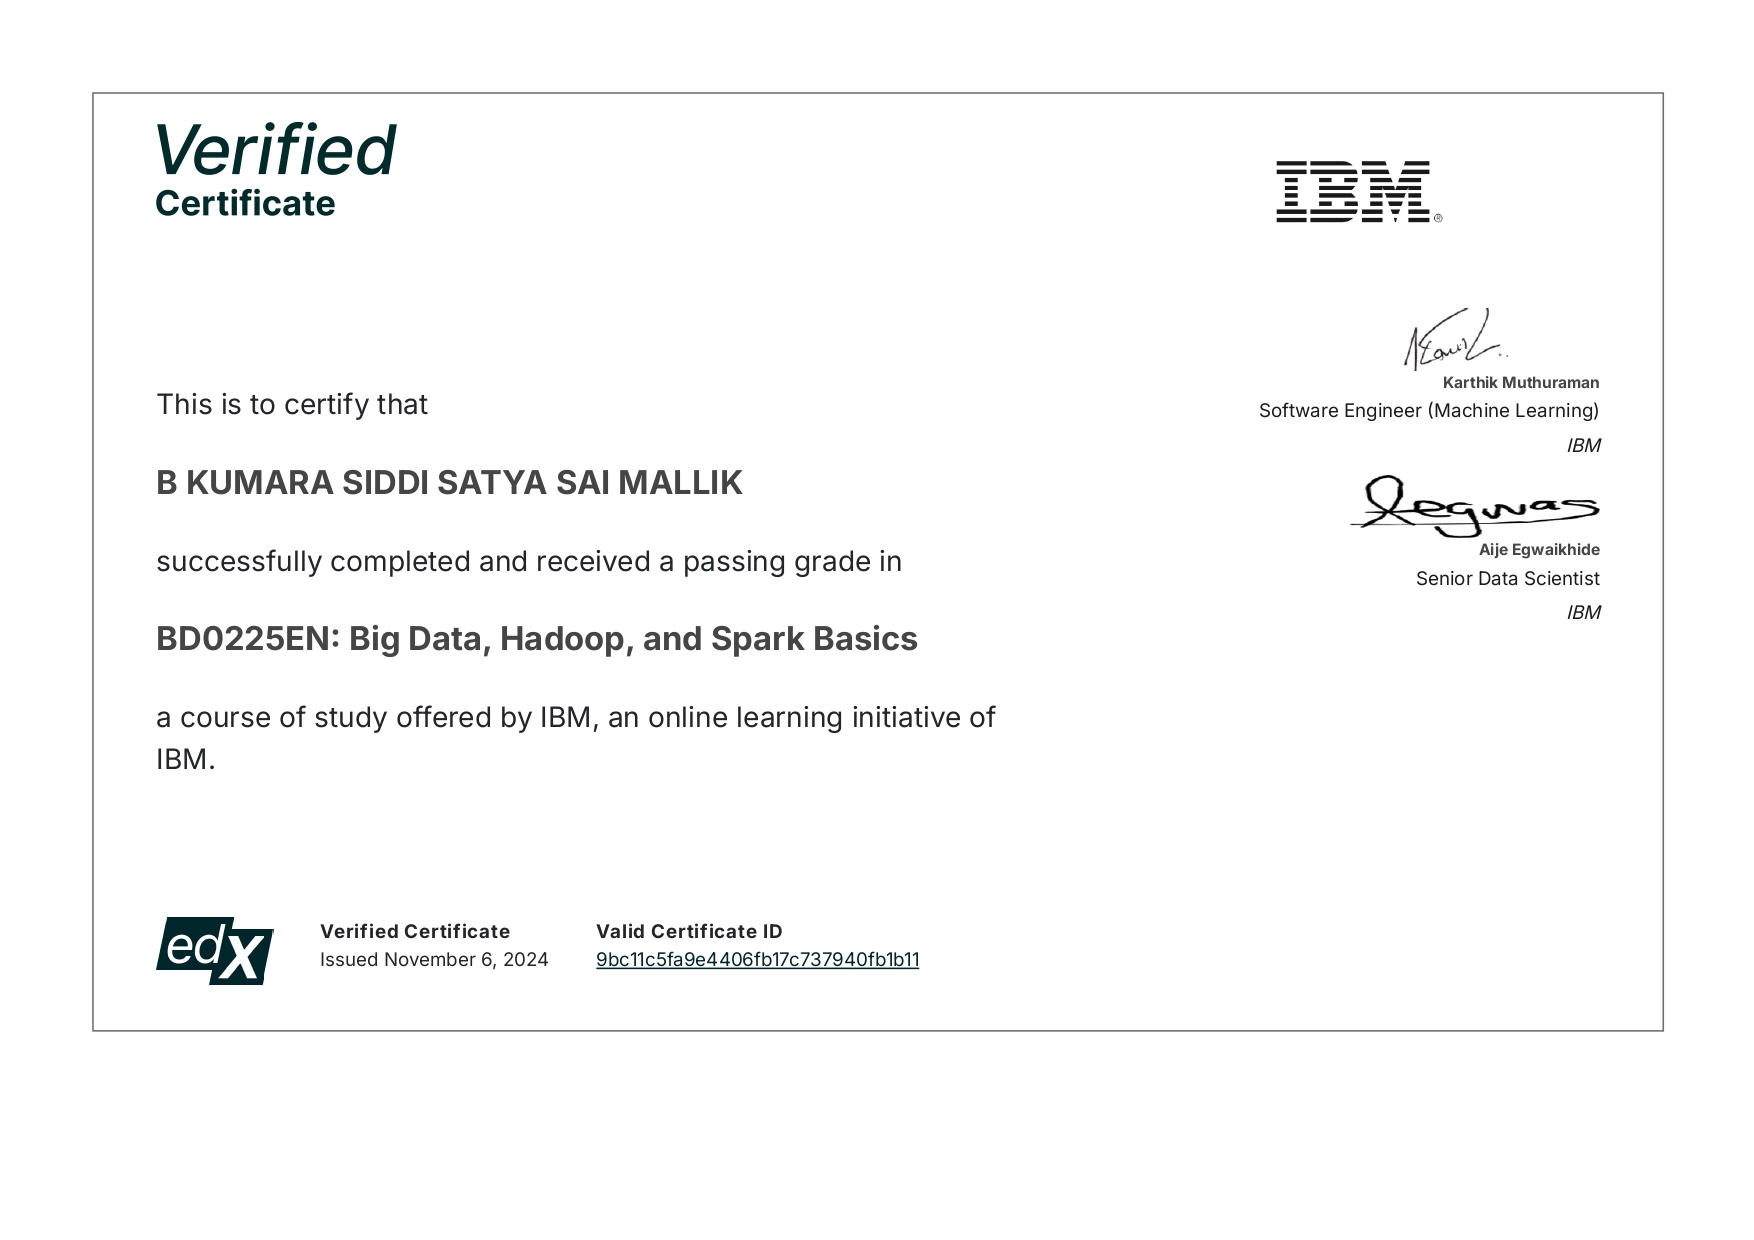 Verified
Certificate
IBM®
This is to certify that
B KUMARA SIDDI SATYA SAI MALLIK
successfully completed and received a passing grade in
BD0225EN: Big Data, Hadoop, and Spark Basics
a course of study offered by IBM, an online learning initiative of
IBM.
Karthik Muthuraman
Software Engineer (Machine Learning)
IBM
Aije Egwaikhide
Senior Data Scientist
IBM
edX
Verified Certificate
Issued November 6, 2024
Valid Certificate ID
9bc11c5fa9e4406fb17c737940fb1b11